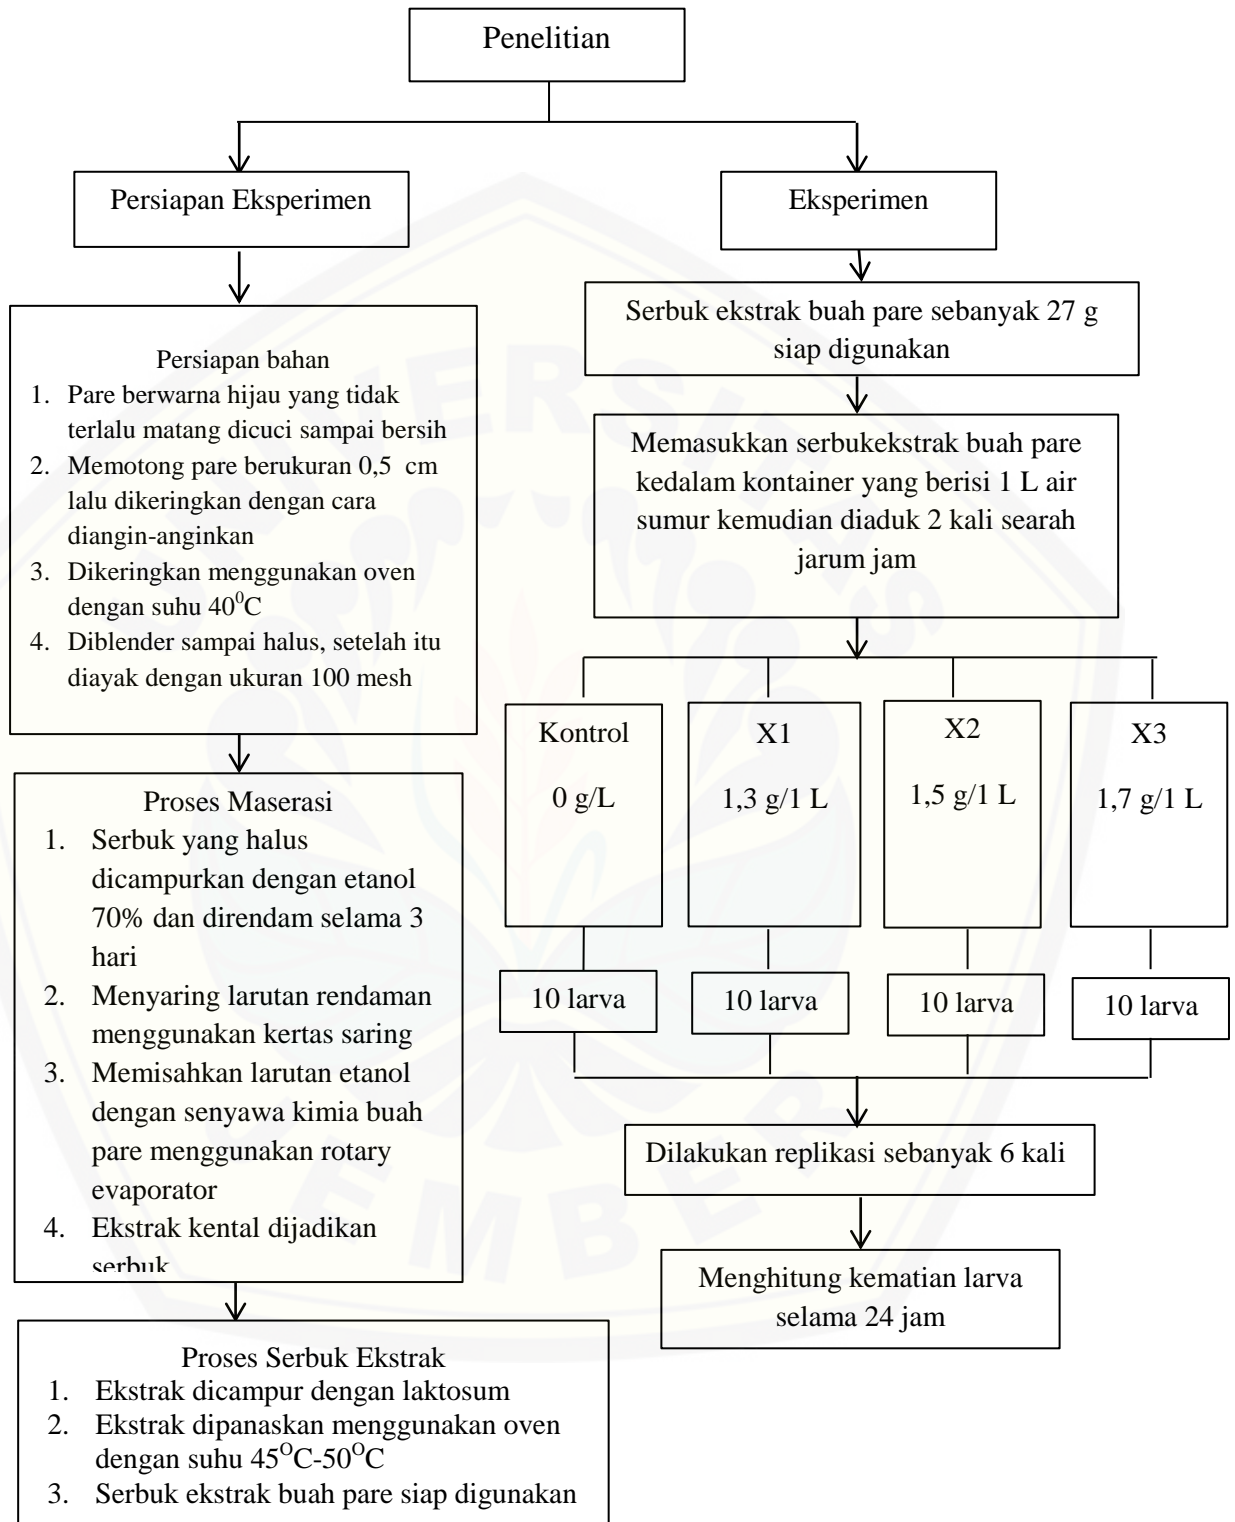 Penelitian
Persiapan Eksperimen
Persiapan bahan
1. Pare berwarna hijau yang tidak
terlalu matang dicuci sampai bersih
2. Memotong pare berukuran 0,5 cm
lalu dikeringkan dengan cara
diangin-anginkan
3. Dikeringkan menggunakan oven
dengan suhu 40⁰C
4. Diblender sampai halus, setelah itu
diayak dengan ukuran 100 mesh
Proses Maserasi
1. Serbuk yang halus
dicampurkan dengan etanol
70% dan direndam selama 3
hari
2. Menyaring larutan rendaman
menggunakan kertas saring
3. Memisahkan larutan etanol
dengan senyawa kimia buah
pare menggunakan rotary
evaporator
4. Ekstrak kental dijadikan
serbuk
Proses Serbuk Ekstrak
1. Ekstrak dicampur dengan laktosum
2. Ekstrak dipanaskan menggunakan oven
dengan suhu 45ᴼC-50ᴼC
3. Serbuk ekstrak buah pare siap digunakan
Eksperimen
Serbuk ekstrak buah pare sebanyak 27 g
siap digunakan
Memasukkan serbukekstrak buah pare
kedalam kontainer yang berisi 1 L air
sumur kemudian diaduk 2 kali searah
jarum jam
Kontrol
0 g/L
X1
1,3 g/1 L
X2
1,5 g/1 L
X3
1,7 g/1 L
10 larva
10 larva
10 larva
10 larva
Dilakukan replikasi sebanyak 6 kali
Menghitung kematian larva
selama 24 jam
UNIVERSITAS
EMBER